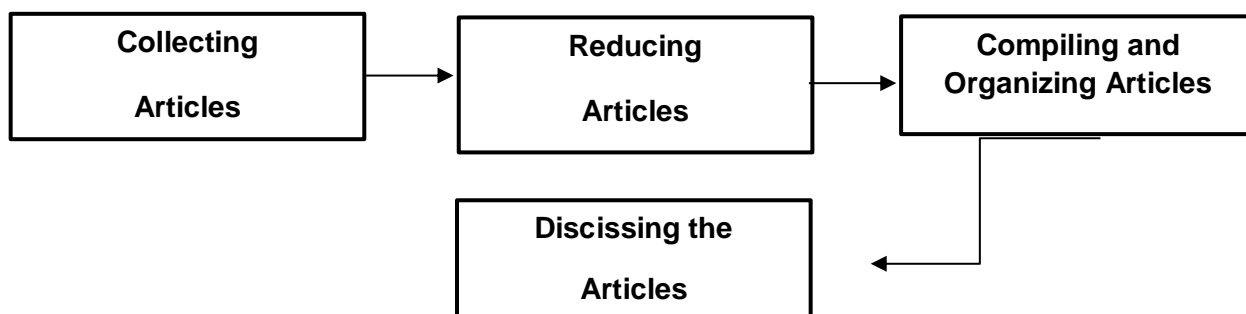 Collecting
Articles
Reducing
Articles
Compiling and
Organizing Articles
Discissing the
Articles